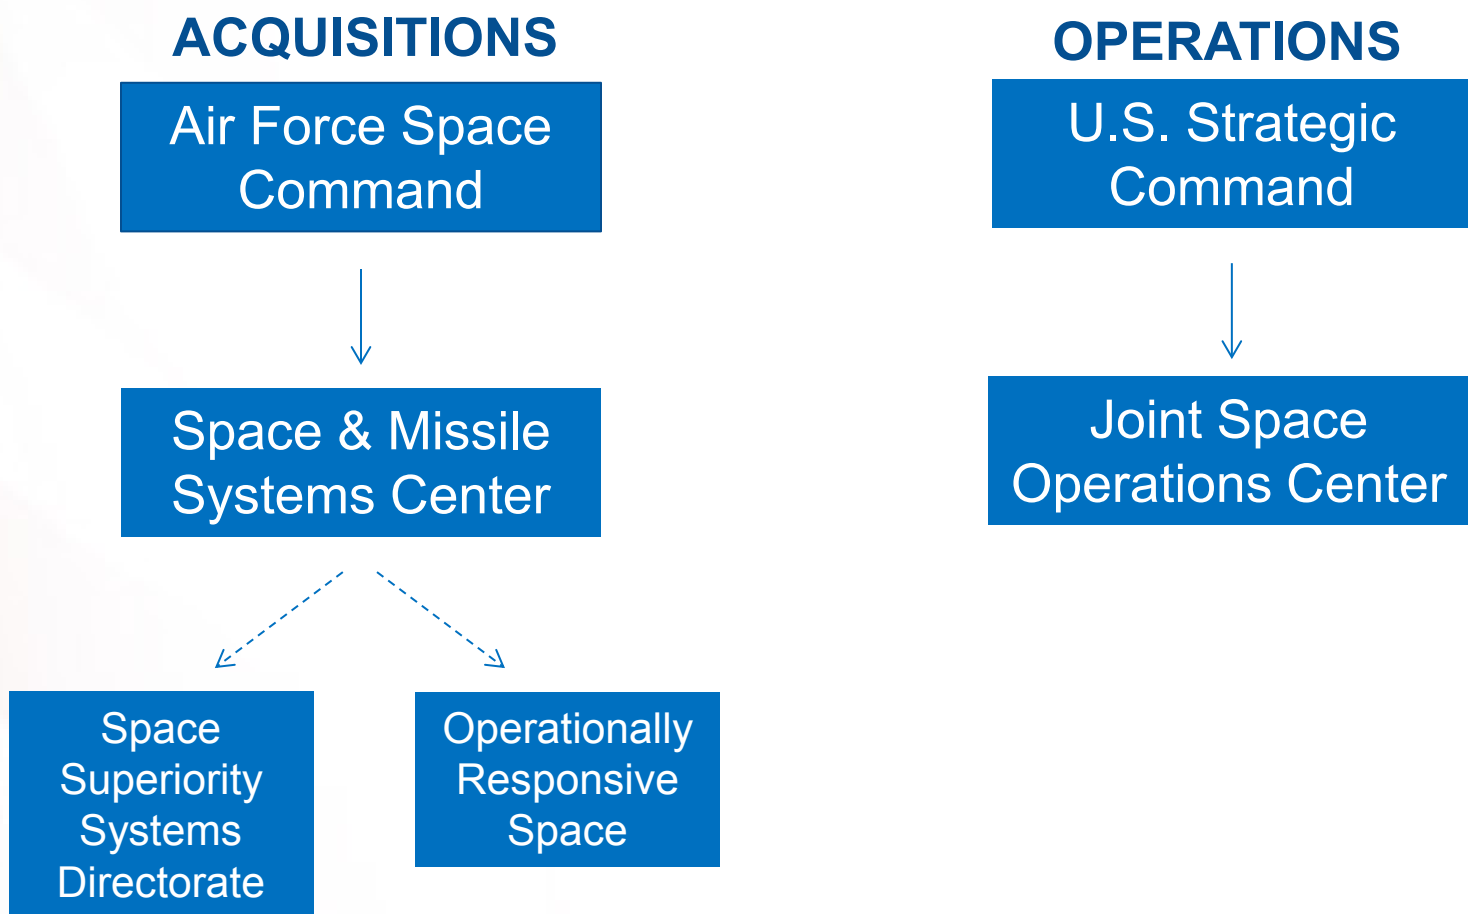 ACQUISITIONS
Air Force Space
Command
Space & Missile
Systems Center
Space
Superiority
Systems
Directorate
Operationally
Responsive
Space
OPERATIONS
U.S. Strategic
Command
Joint Space
Operations Center